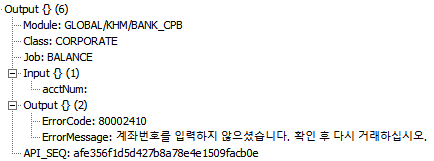 Output {} (6)
Module: GLOBAL/KHM/BANK_CPB
Class: CORPORATE
Job: BALANCE
Input {} (1)
acctNum:
Output {} (2)
ErrorCode: 80002410
ErrorMessage: 계좌번호를 입력하지 않으셨습니다. 확인 후 다시 거래하십시오.
API_SEQ: afe356f1d5d427b8a78e4e1509facb0e